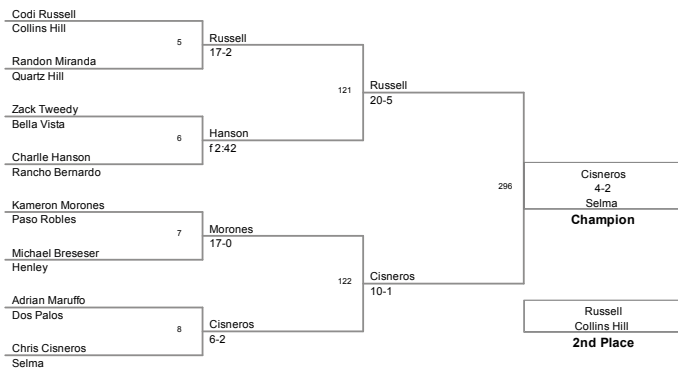 Codi Russell
Collins Hill
5
Russell
17-2
Randon Miranda
Quartz Hill
121
Russell
20-5
Zack Tweedy
Bella Vista
6
Hanson
f 2:42
Charlle Hanson
Rancho Bernardo
296
Cisneros
4-2
Selma
Champion
Kameron Morones
Paso Robles
7
Morones
17-0
Michael Breseser
Henley
122
Cisneros
10-1
Adrian Maruffo
Dos Palos
8
Cisneros
6-2
Chris Cisneros
Selma
Russell
Collins Hill
2nd Place